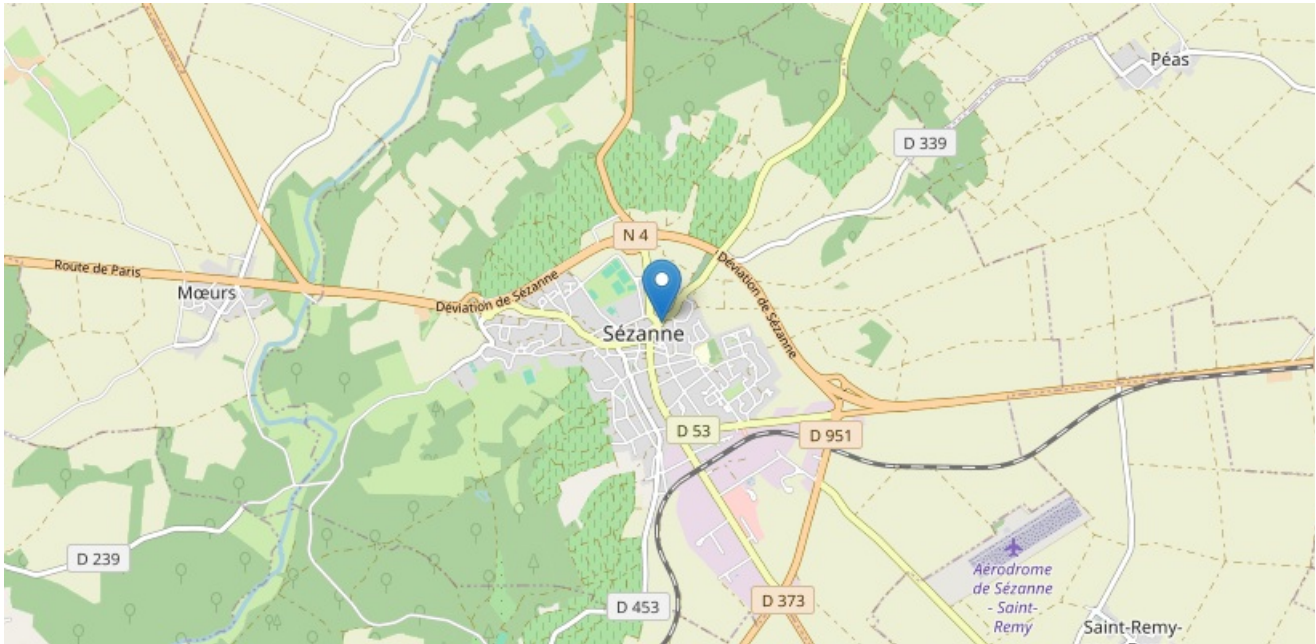 Péas
D 339
N 4
Route de Paris
Mœurs
Déviation de Sézanne
Déviation de Sézanne
Sézanne
D 53
D 951
D 239
Aérodrome
de Sézanne
- Saint-
Remy
D 453
D 373
Saint-Remy-